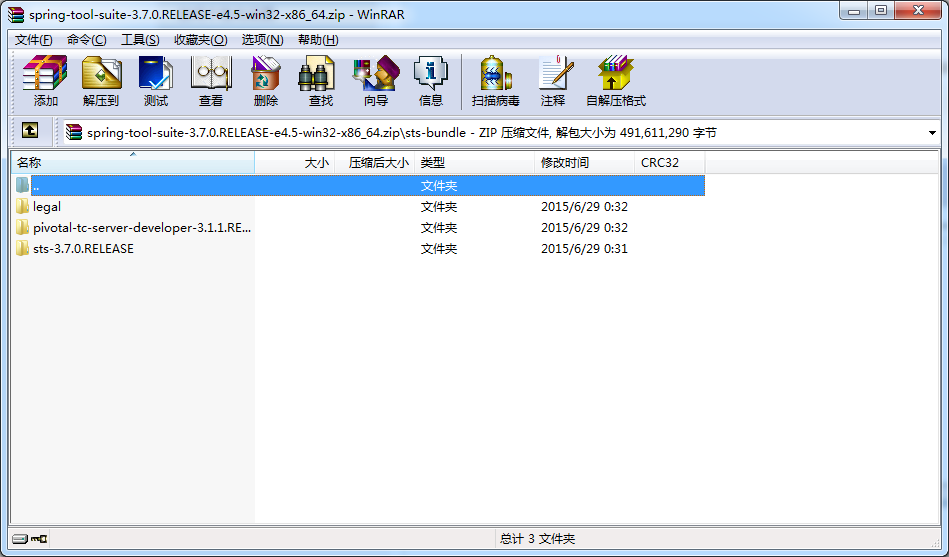 spring-tool-suite-3.7.0.RELEASE-e4.5-win32-x86_64.zip - WinRAR
文件(F) 命令(C) 工具(S) 收藏夹(O) 选项(N) 帮助(H)
添加 解压到 测试 查看 删除 查找 向导 信息 扫描病毒 注释 自解压格式
spring-tool-suite-3.7.0.RELEASE-e4.5-win32-x86_64.zip\sts-bundle - ZIP 压缩文件, 解包大小为 491,611,290 字节
名称 大小 压缩后大小 类型 修改时间 CRC32
.. 文件夹
legal 文件夹 2015/6/29 0:32
pivotal-tc-server-developer-3.1.1.RE... 文件夹 2015/6/29 0:32
sts-3.7.0.RELEASE 文件夹 2015/6/29 0:31
总计 3 文件夹